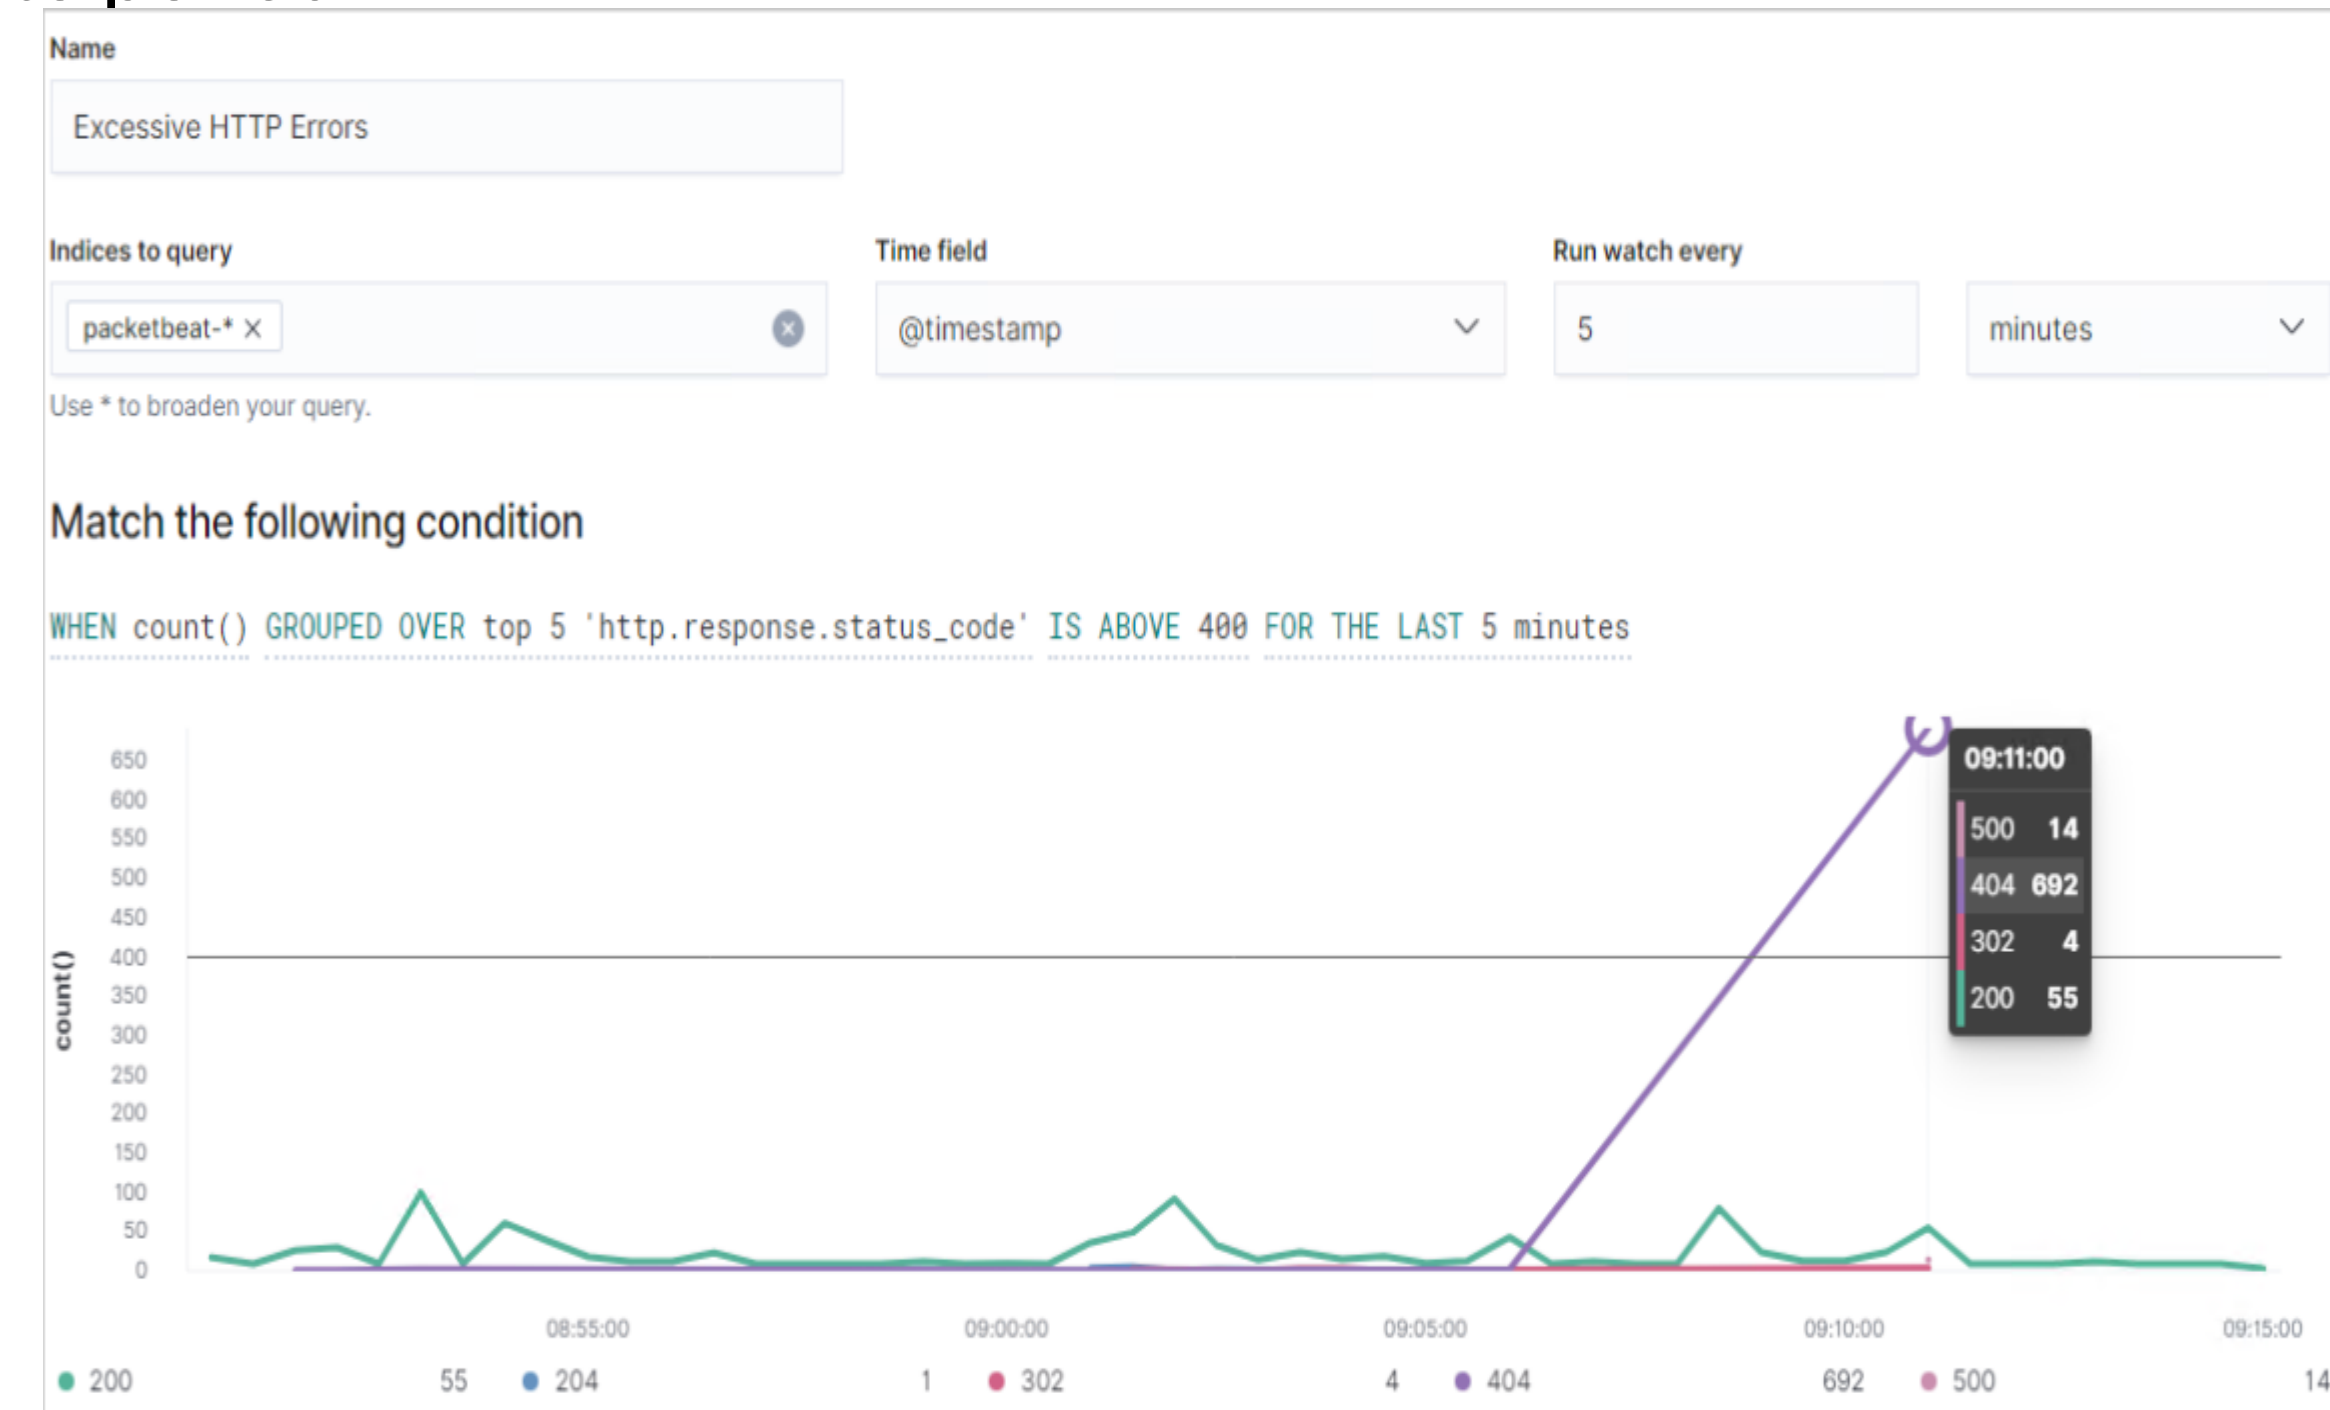 Name
Excessive HTTP Errors
Indices to query Time field Run watch every
packetbeat-* @timestamp 5 minutes
Use * to broaden your query.
Match the following condition
WHEN count() GROUPED OVER top 5 'http.response.status_code' IS ABOVE 400 FOR THE LAST 5 minutes
650
600
550
500
450
400
350
300
250
200
150
100
50
0
count()
09:11:00
500 14
404 692
302 4
200 55
08:55:00 09:00:00 09:05:00 09:10:00 09:15:00
200 55 204 1 302 4 404 692 500 14